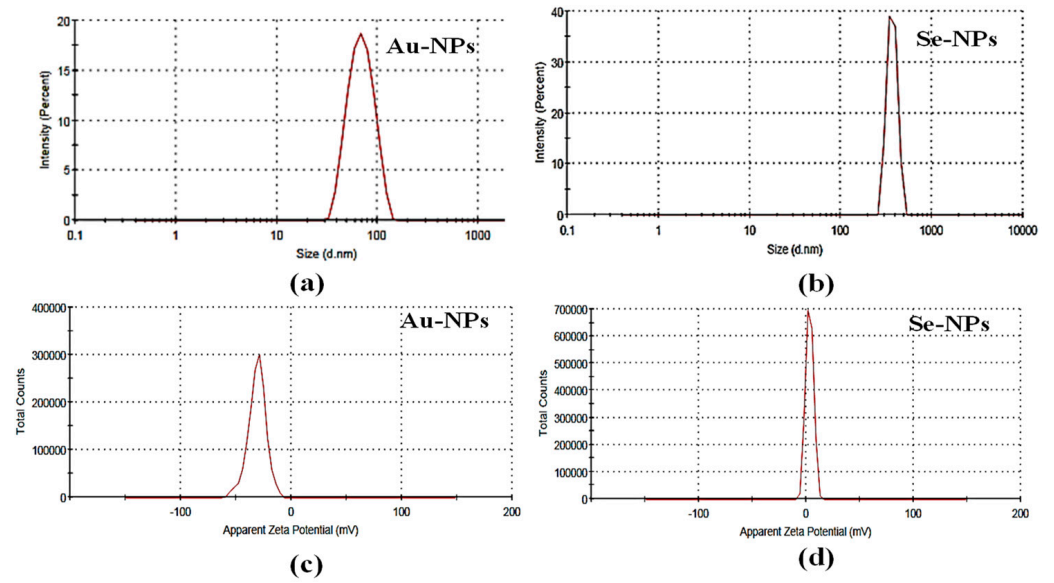 20
15
10
5
0
Intensity (Percent)
Au-NPs
0.1 1 10 100 1000
Size (d.nm)
(a)
40
30
20
10
0
Intensity (Percent)
Se-NPs
0.1 1 10 100 1000 10000
Size (d.nm)
(b)
400000
300000
200000
100000
0
Total Counts
Au-NPs
-100 0 100 200
Apparent Zeta Potential (mV)
(c)
700000
600000
500000
400000
300000
200000
100000
0
Total Counts
Se-NPs
-100 0 100 200
Apparent Zeta Potential (mV)
(d)